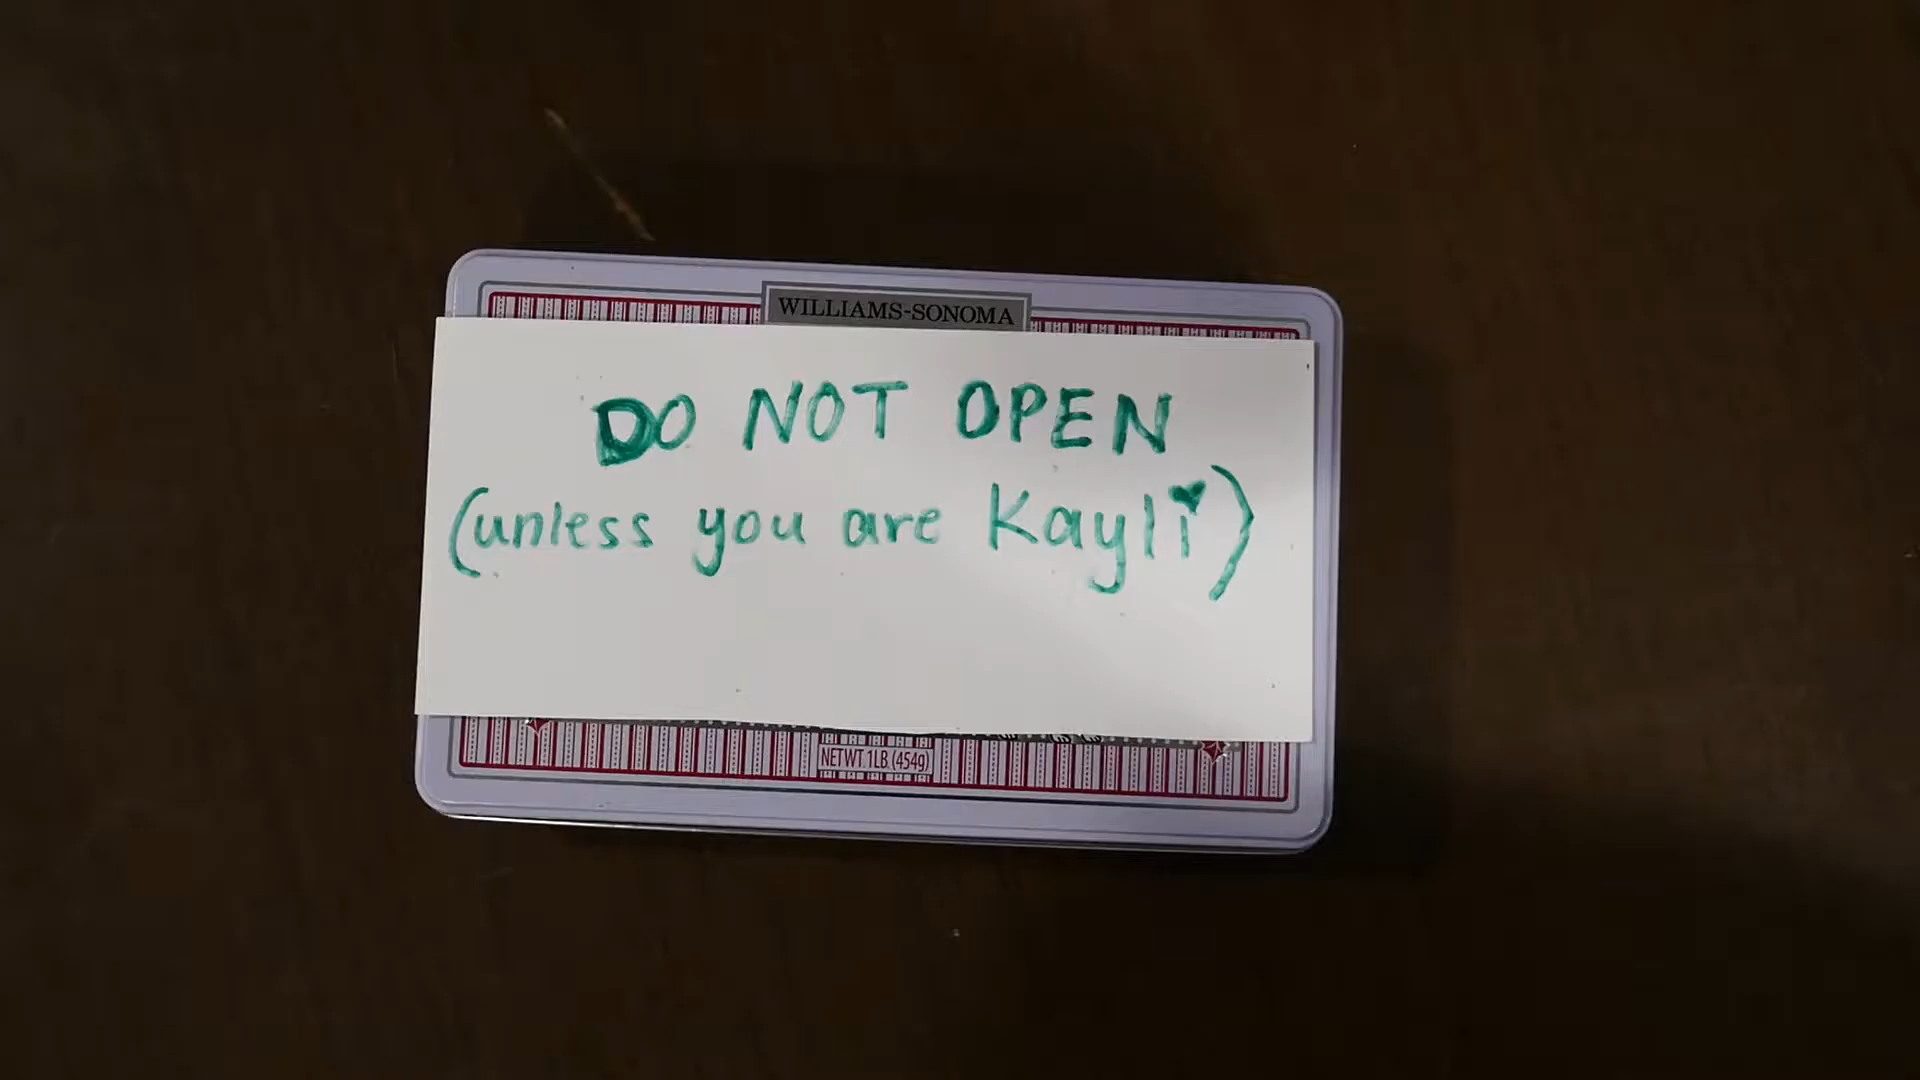 WILLIAMS-SONOMA
DO NOT OPEN
(unless you are Kayli)
NET WT. 1LB (454g)